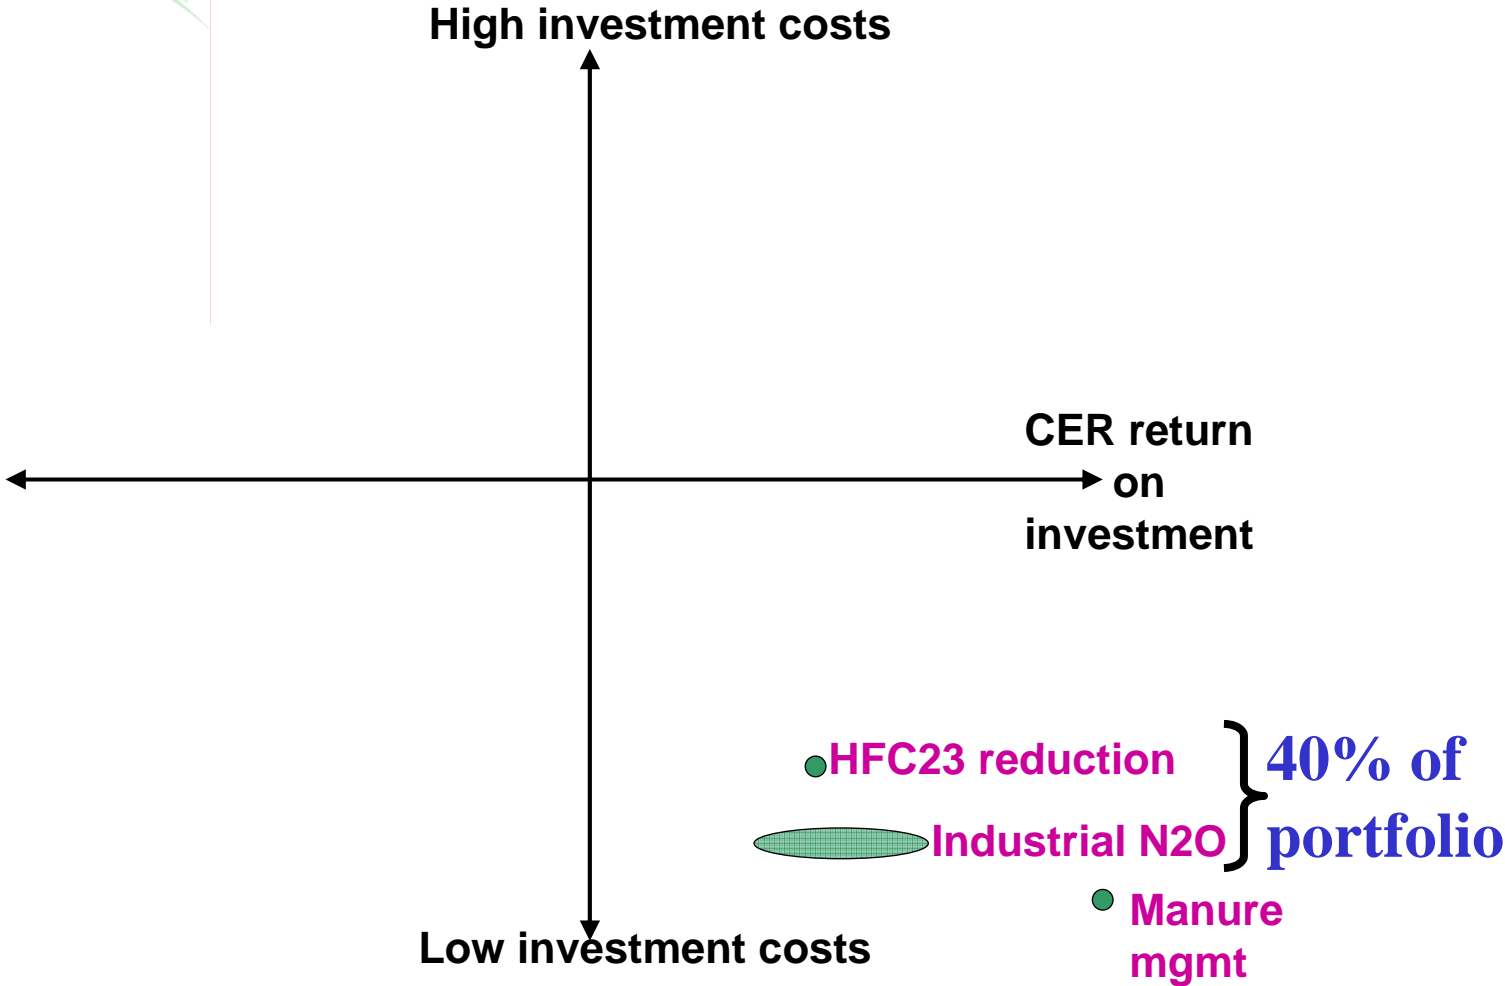 High investment costs
CER return
on
investment
HFC23 reduction
40% of
portfolio
Industrial N2O
Manure
mgmt
Low investment costs